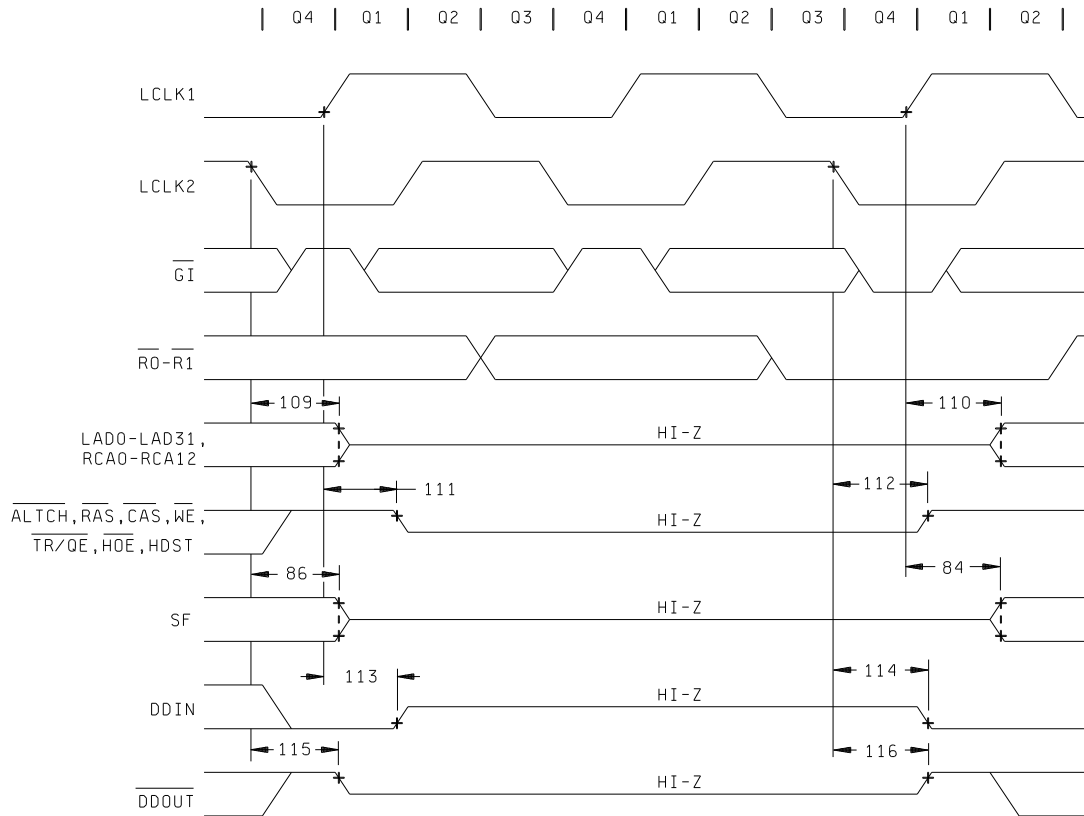 Q4 Q1 Q2 Q3 Q4 Q1 Q2 Q3 Q4 Q1 Q2
LCLK1
LCLK2
GI
R0-R1
109
110
LAD0-LAD31,
RCA0-RCA12
HI-Z
111
112
ALTCH,RAS,CAS,WE,
TR/QE,HOE,HDST
HI-Z
86
84
SF
HI-Z
113
114
DDIN
HI-Z
115
116
DDOUT
HI-Z